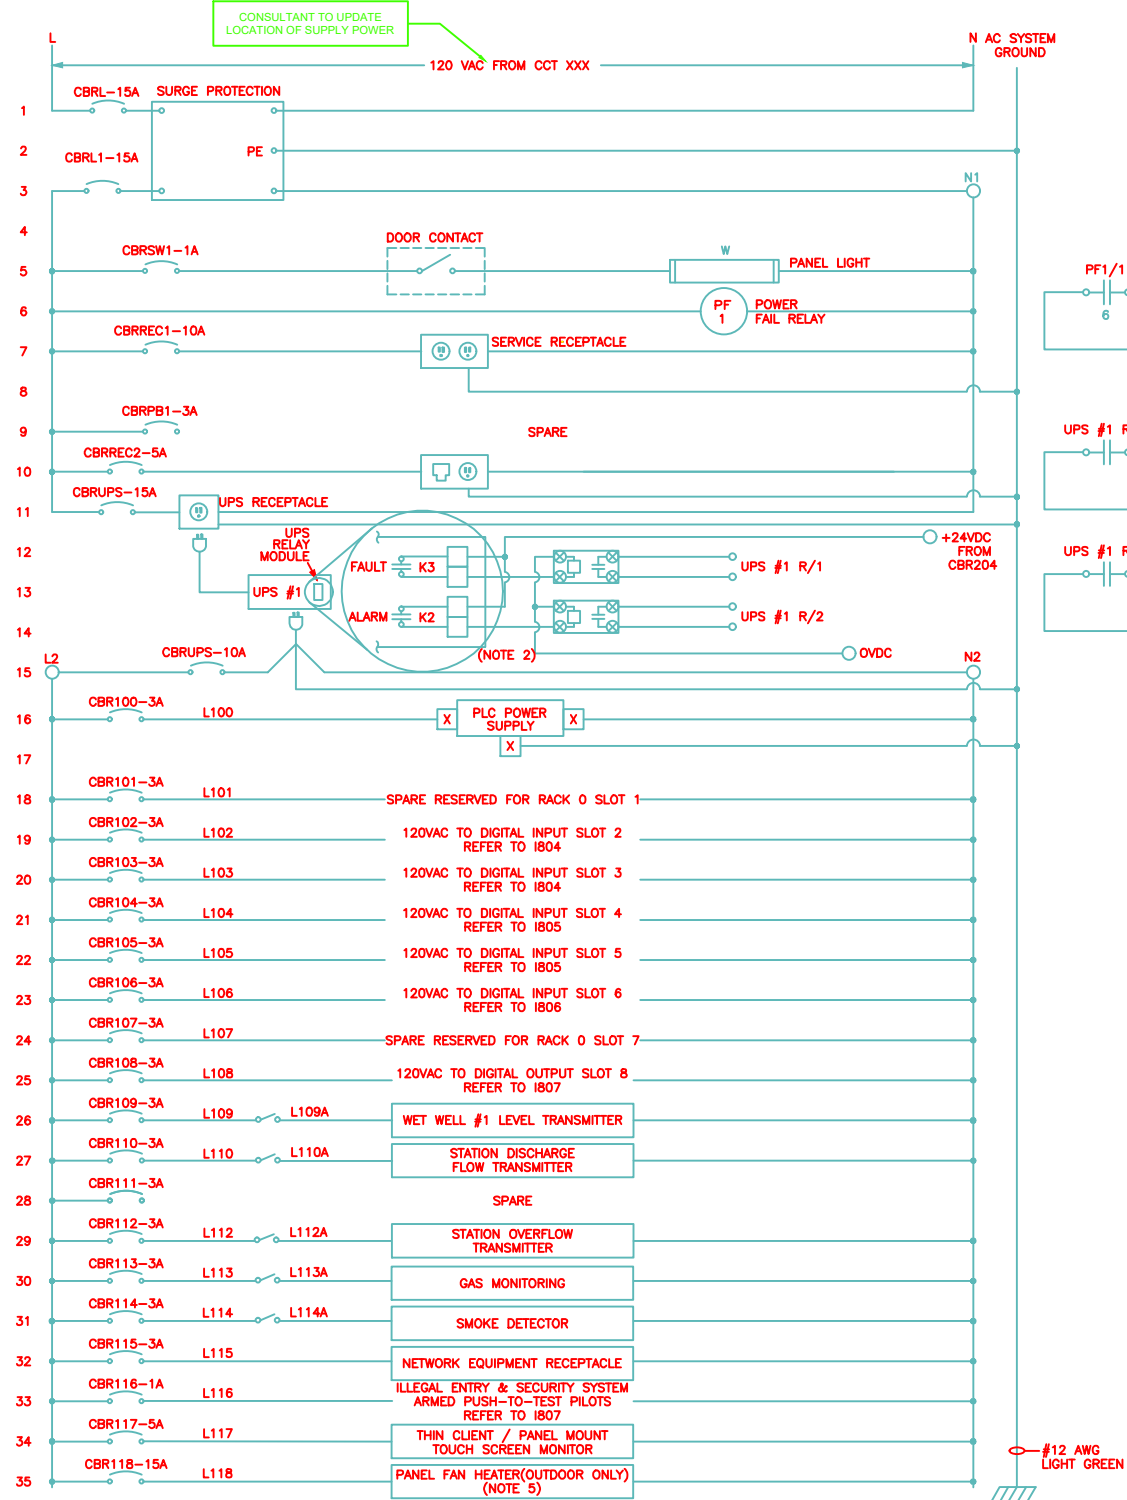 CONSULTANT TO UPDATE
LOCATION OF SUPPLY POWER
L
N
AC SYSTEM
GROUND
120 VAC FROM CCT XXX
CBRL-15A
SURGE PROTECTION
1
2
PE
CBRL1-15A
3
N1
4
DOOR CONTACT
CBRSW1-1A
W
5
PANEL LIGHT
PF1/1
6
6
PF
1
POWER
FAIL RELAY
CBRREC1-10A
7
SERVICE RECEPTACLE
8
CBRPB1-3A
9
SPARE
UPS #1 R
CBRREC2-5A
10
CBRUPS-15A
11
UPS RECEPTACLE
12
UPS
RELAY
MODULE
FAULT
K3
+24VDC
FROM
CBR204
UPS #1 R/1
UPS #1 R
13
UPS #1
ALARM
K2
UPS #1 R/2
14
(NOTE 2)
0VDC
L2
CBRUPS-10A
N2
15
CBR100-3A
16
L100
X
PLC POWER
SUPPLY
X
X
17
CBR101-3A
18
L101
SPARE RESERVED FOR RACK 0 SLOT 1
CBR102-3A
19
L102
120VAC TO DIGITAL INPUT SLOT 2
REFER TO I804
CBR103-3A
20
L103
120VAC TO DIGITAL INPUT SLOT 3
REFER TO I804
CBR104-3A
21
L104
120VAC TO DIGITAL INPUT SLOT 4
REFER TO I805
CBR105-3A
22
L105
120VAC TO DIGITAL INPUT SLOT 5
REFER TO I805
CBR106-3A
23
L106
120VAC TO DIGITAL INPUT SLOT 6
REFER TO I806
CBR107-3A
24
L107
SPARE RESERVED FOR RACK 0 SLOT 7
CBR108-3A
25
L108
120VAC TO DIGITAL OUTPUT SLOT 8
REFER TO I807
CBR109-3A
26
L109
L109A
WET WELL #1 LEVEL TRANSMITTER
CBR110-3A
27
L110
L110A
STATION DISCHARGE
FLOW TRANSMITTER
CBR111-3A
28
SPARE
CBR112-3A
29
L112
L112A
STATION OVERFLOW
TRANSMITTER
CBR113-3A
30
L113
L113A
GAS MONITORING
CBR114-3A
31
L114
L114A
SMOKE DETECTOR
CBR115-3A
32
L115
NETWORK EQUIPMENT RECEPTACLE
CBR116-1A
33
L116
ILLEGAL ENTRY & SECURITY SYSTEM
ARMED PUSH-TO-TEST PILOTS
REFER TO I807
CBR117-5A
34
L117
THIN CLIENT / PANEL MOUNT
TOUCH SCREEN MONITOR
CBR118-15A
35
L118
PANEL FAN HEATER(OUTDOOR ONLY)
(NOTE 5)
#12 AWG
LIGHT GREEN